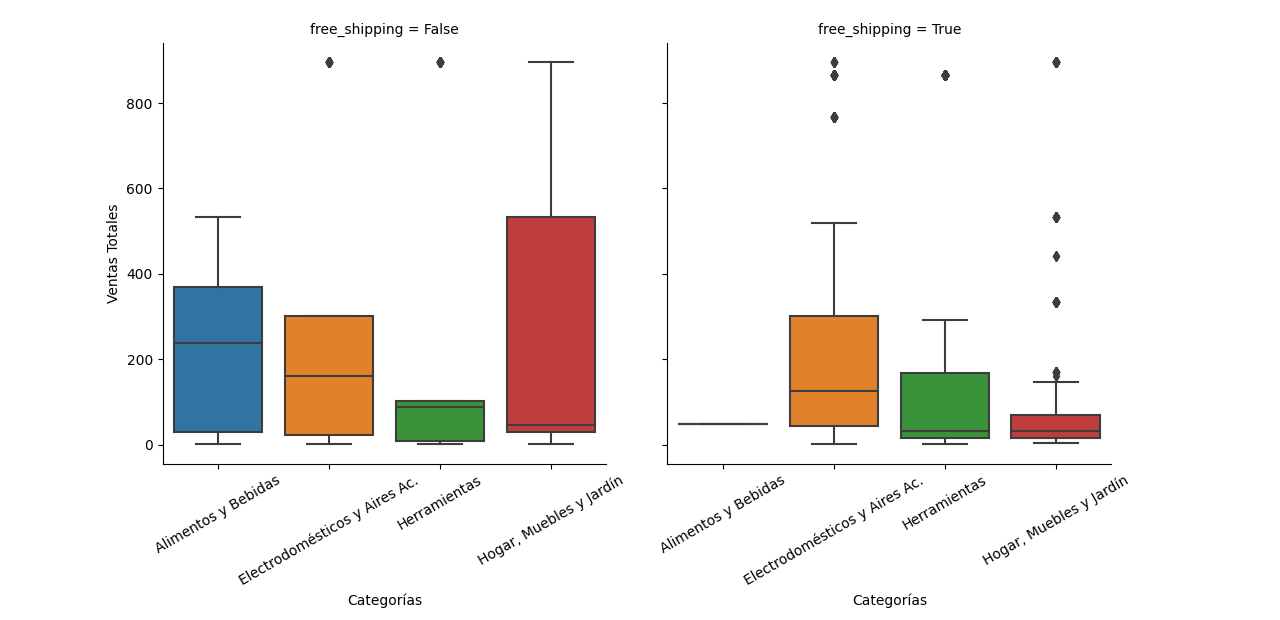 free_shipping = False
free_shipping = True
Ventas Totales
800
600
400
200
0
Alimentos y Bebidas
Electrodomésticos y Aires Ac.
Herramientas
Hogar, Muebles y Jardín
Alimentos y Bebidas
Electrodomésticos y Aires Ac.
Herramientas
Hogar, Muebles y Jardín
Categorías
Categorías